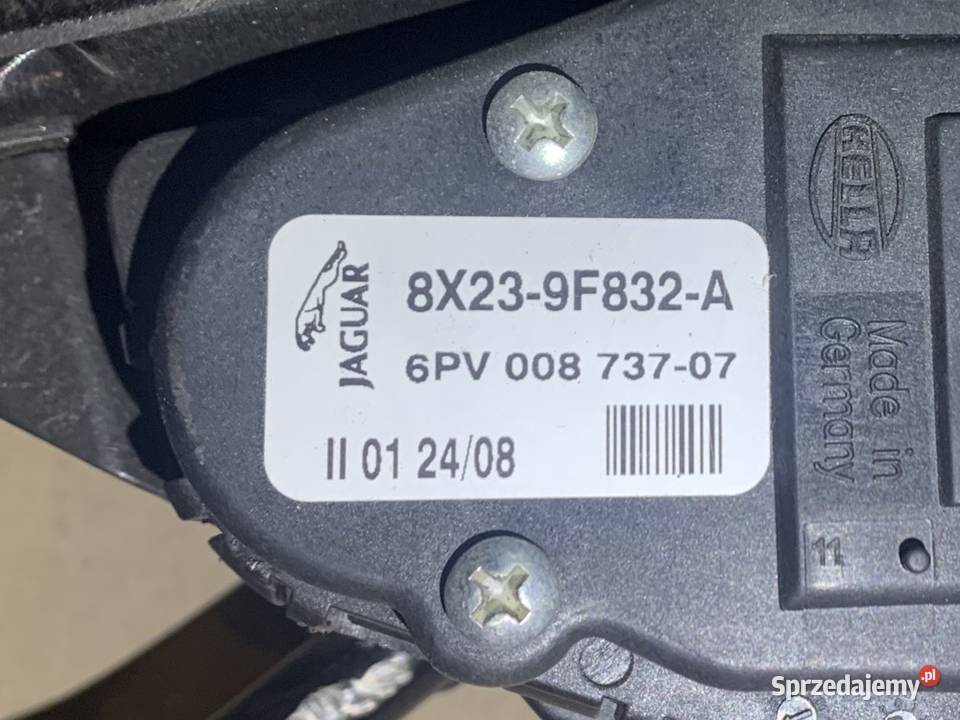 JAGUAR
8X23-9F832-A
6PV 008 737-07
II 01 24/08
HELLA
Made in
Germany
11
Sprzedajemy.pl